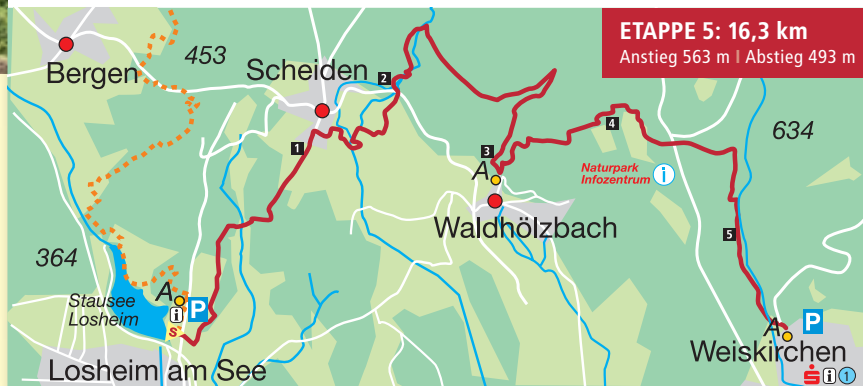 ETAPPE 5: 16,3 km
Anstieg 563 m | Abstieg 493 m
Bergen
453
Scheiden
2
1
3
A
4
634
Naturpark
Infozentrum
i
Waldhölzbach
364
Stausee
Losheim
A
P
i
S
5
P
A
Weiskirchen
S i 1
Losheim am See